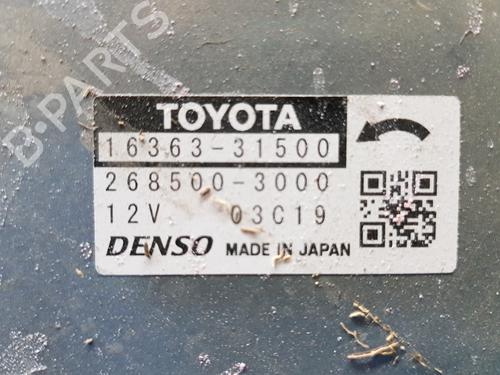 B-PARTS
TOYOTA
16363-31500
268500-3000
12V 03C19
DENSO MADE IN JAPAN